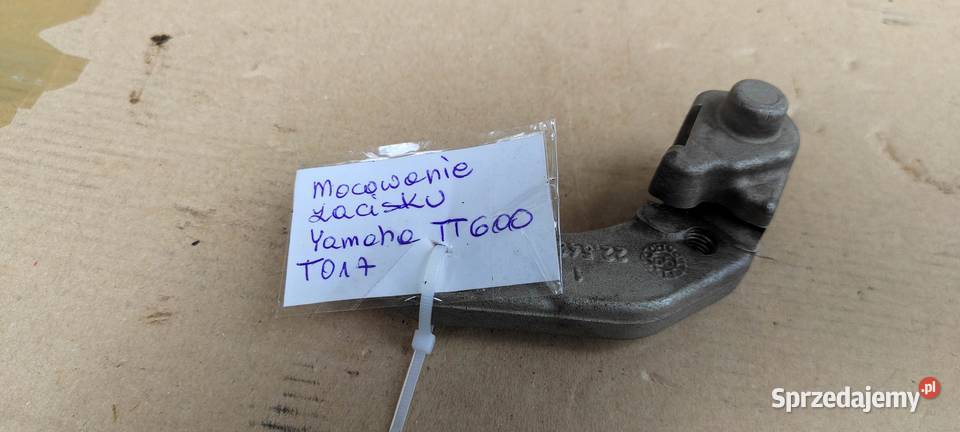 Mocowanie
zacisku
Yamaha TT600
T017
Sprzedajemy.pl